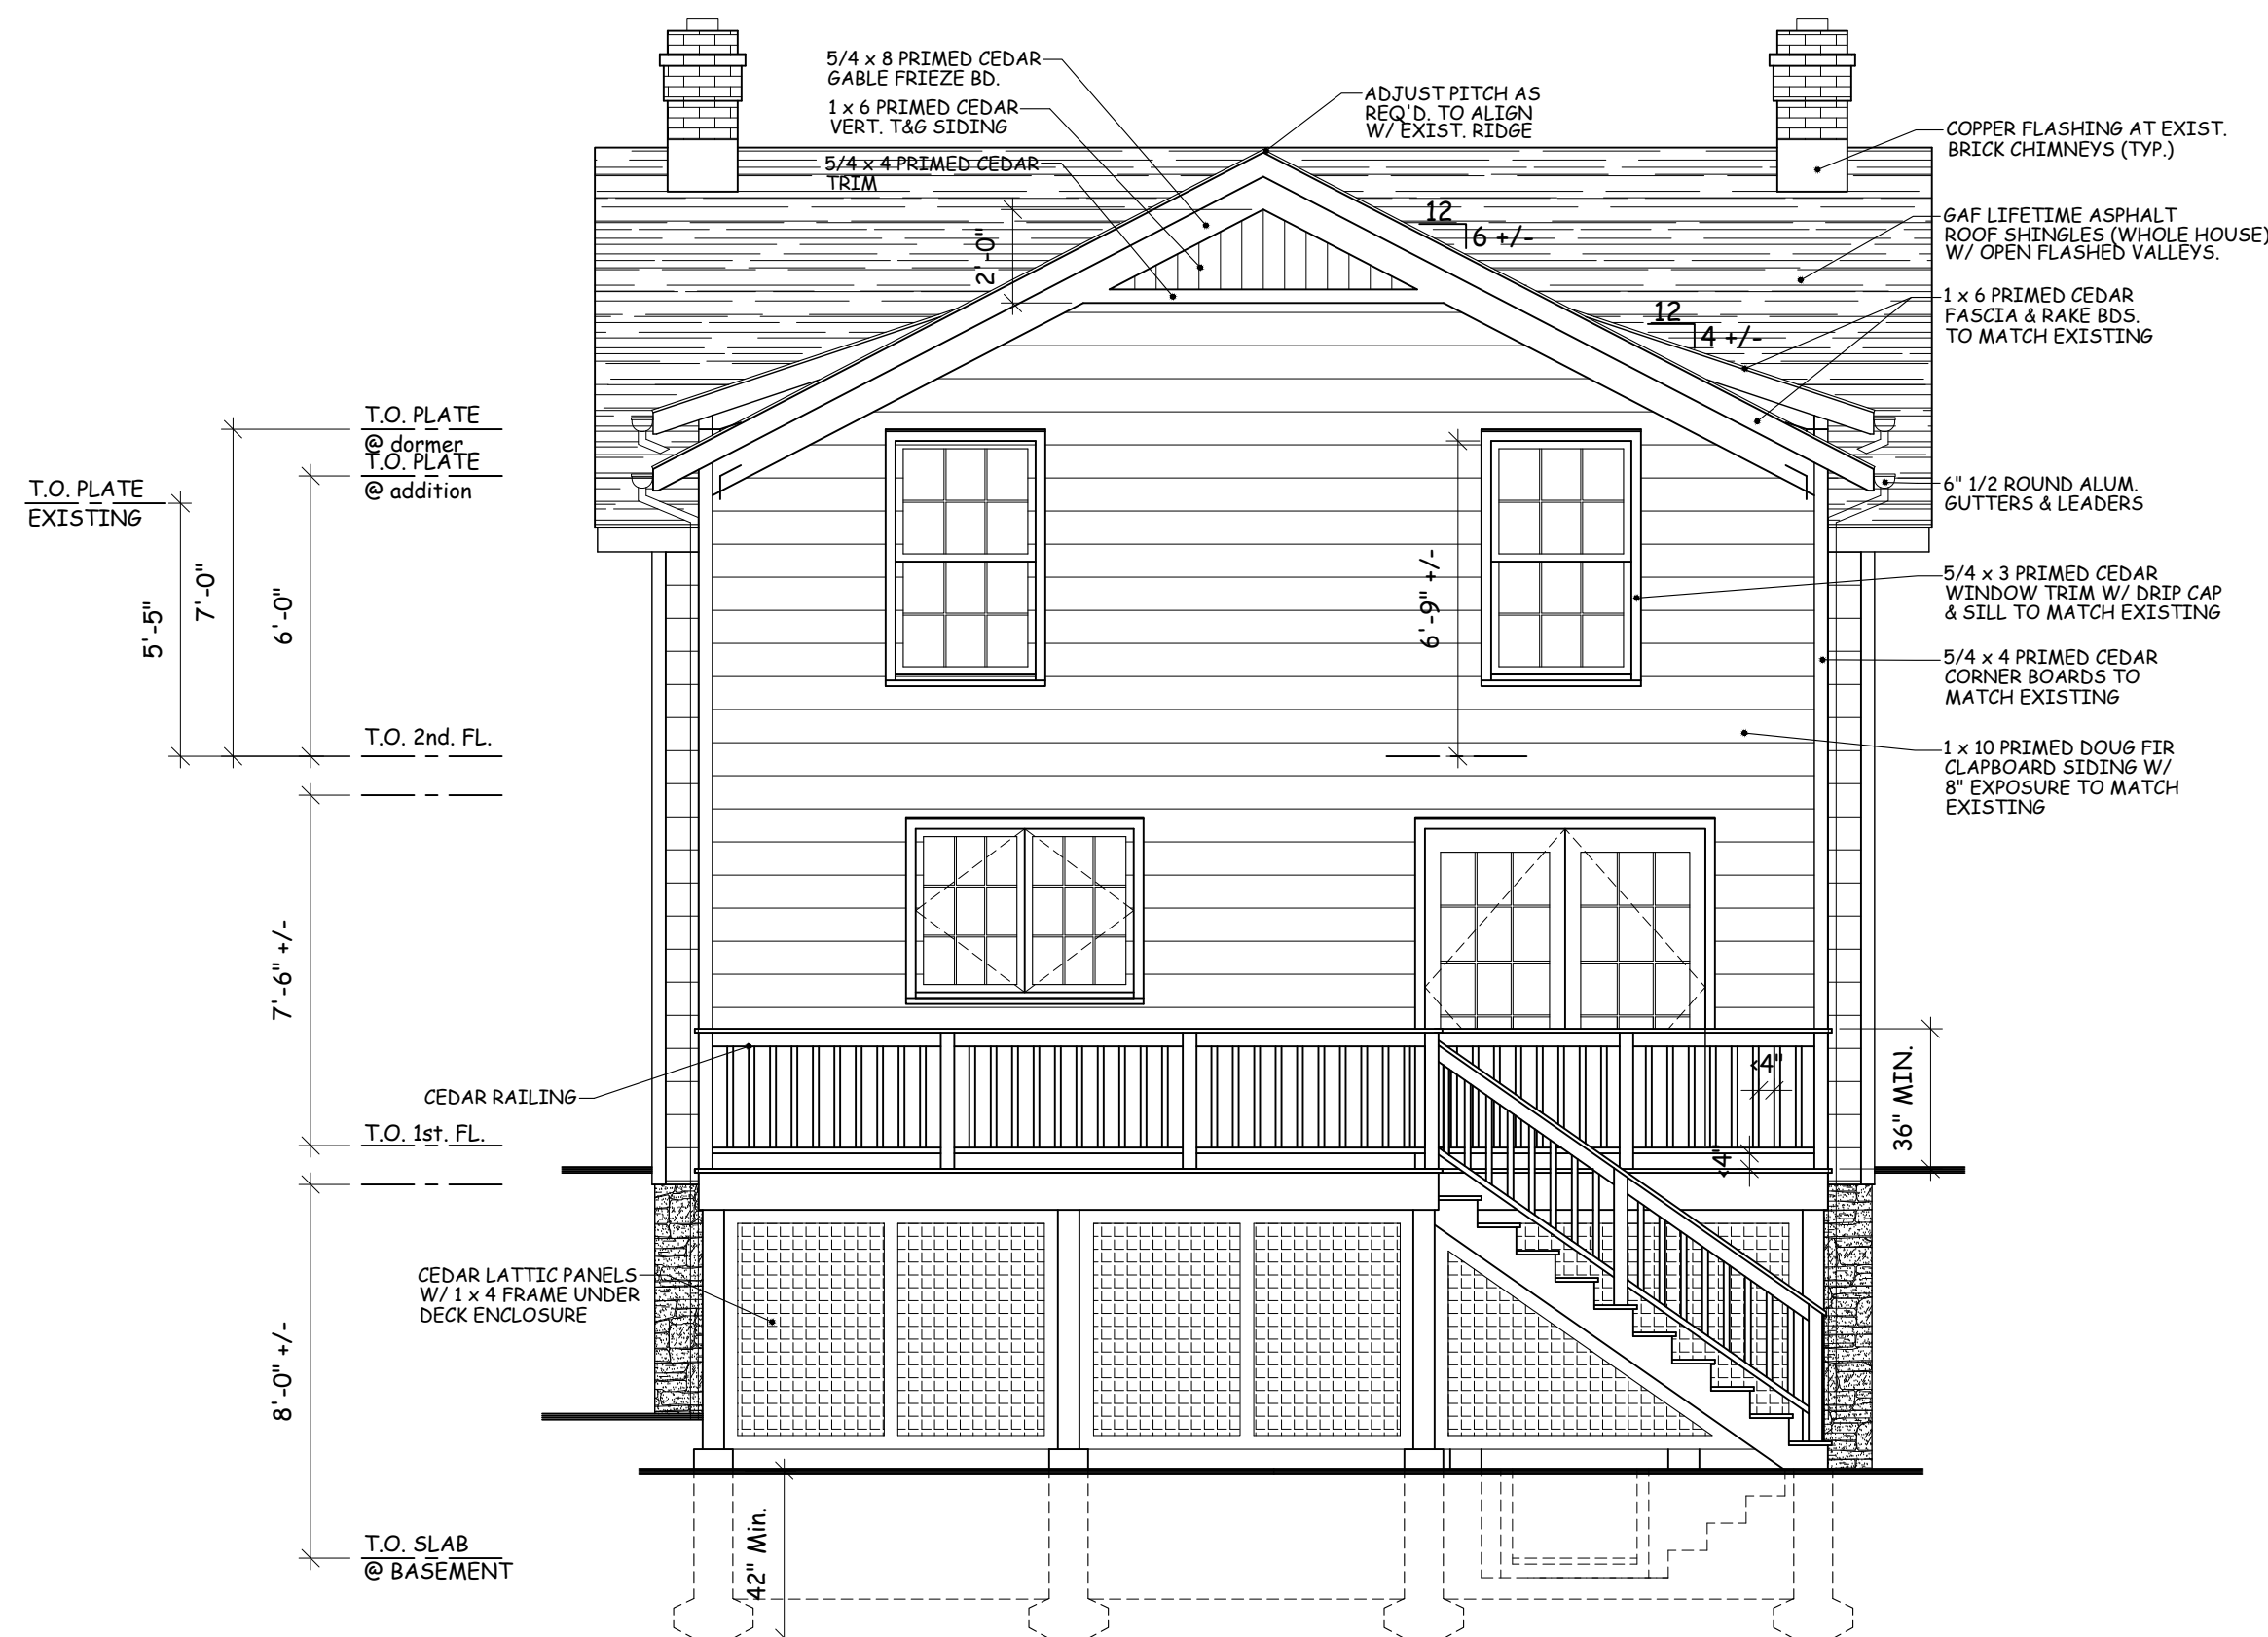 5/4 x 8 PRIMED CEDAR
GABLE FRIEZE BD.
1 x 6 PRIMED CEDAR
VERT. T&G SIDING
5/4 x 4 PRIMED CEDAR
TRIM
ADJUST PITCH AS
REQ'D. TO ALIGN
W/ EXIST. RIDGE
COPPER FLASHING AT EXIST.
BRICK CHIMNEYS (TYP.)
12
6 +/-
2'-0"
GAF LIFETIME ASPHALT
ROOF SHINGLES (WHOLE HOUSE)
W/ OPEN FLASHED VALLEYS.
12
4 +/-
1 x 6 PRIMED CEDAR
FASCIA & RAKE BDS.
TO MATCH EXISTING
T.O. PLATE
@ dormer
T.O. PLATE
@ addition
T.O. PLATE
EXISTING
6" 1/2 ROUND ALUM.
GUTTERS & LEADERS
5'-5"
7'-0"
6'-0"
6'-9" +/-
5/4 x 3 PRIMED CEDAR
WINDOW TRIM W/ DRIP CAP
& SILL TO MATCH EXISTING
5/4 x 4 PRIMED CEDAR
CORNER BOARDS TO
MATCH EXISTING
T.O. 2nd. FL.
1 x 10 PRIMED DOUG FIR
CLAPBOARD SIDING W/
8" EXPOSURE TO MATCH
EXISTING
7'-6" +/-
CEDAR RAILING
<4"
<4"
36" MIN.
T.O. 1st. FL.
CEDAR LATTIC PANELS
W/ 1 x 4 FRAME UNDER
DECK ENCLOSURE
8'-0" +/-
42" Min.
T.O. SLAB
@ BASEMENT